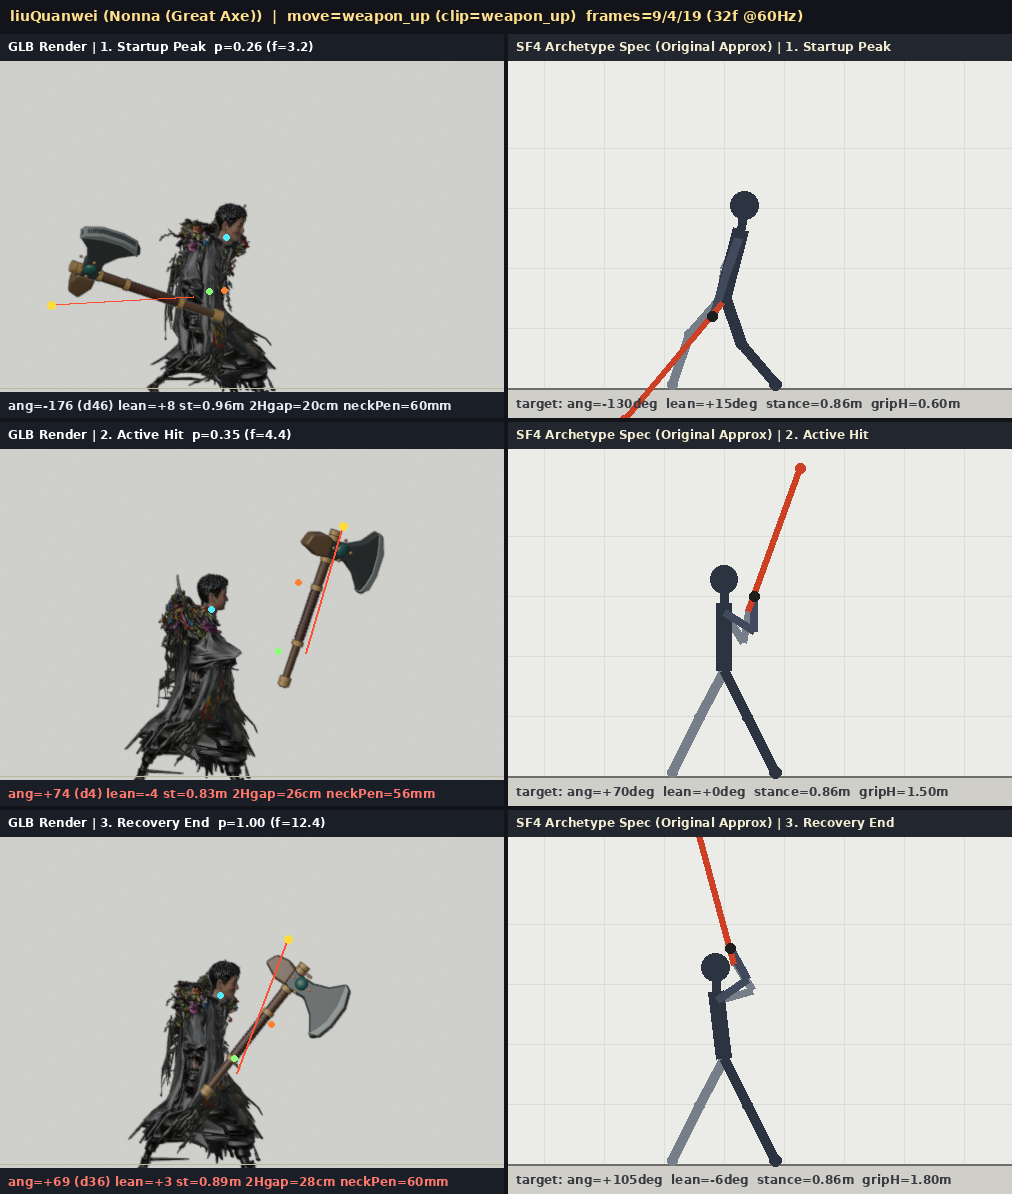 liuQuanwei (Nonna (Great Axe)) | move=weapon_up (clip=weapon_up) frames=9/4/19 (32f @60Hz)
GLB Render | 1. Startup Peak p=0.26 (f=3.2)
SF4 Archetype Spec (Original Approx) | 1. Startup Peak
ang=-176 (d46) lean=+8 st=0.96m 2Hgap=20cm neckPen=60mm
target: ang=-130deg lean=+15deg stance=0.86m gripH=0.60m
GLB Render | 2. Active Hit p=0.35 (f=4.4)
SF4 Archetype Spec (Original Approx) | 2. Active Hit
ang=+74 (d4) lean=-4 st=0.83m 2Hgap=26cm neckPen=56mm
target: ang=+70deg lean=+0deg stance=0.86m gripH=1.50m
GLB Render | 3. Recovery End p=1.00 (f=12.4)
SF4 Archetype Spec (Original Approx) | 3. Recovery End
ang=+69 (d36) lean=+3 st=0.89m 2Hgap=28cm neckPen=60mm
target: ang=+105deg lean=-6deg stance=0.86m gripH=1.80m